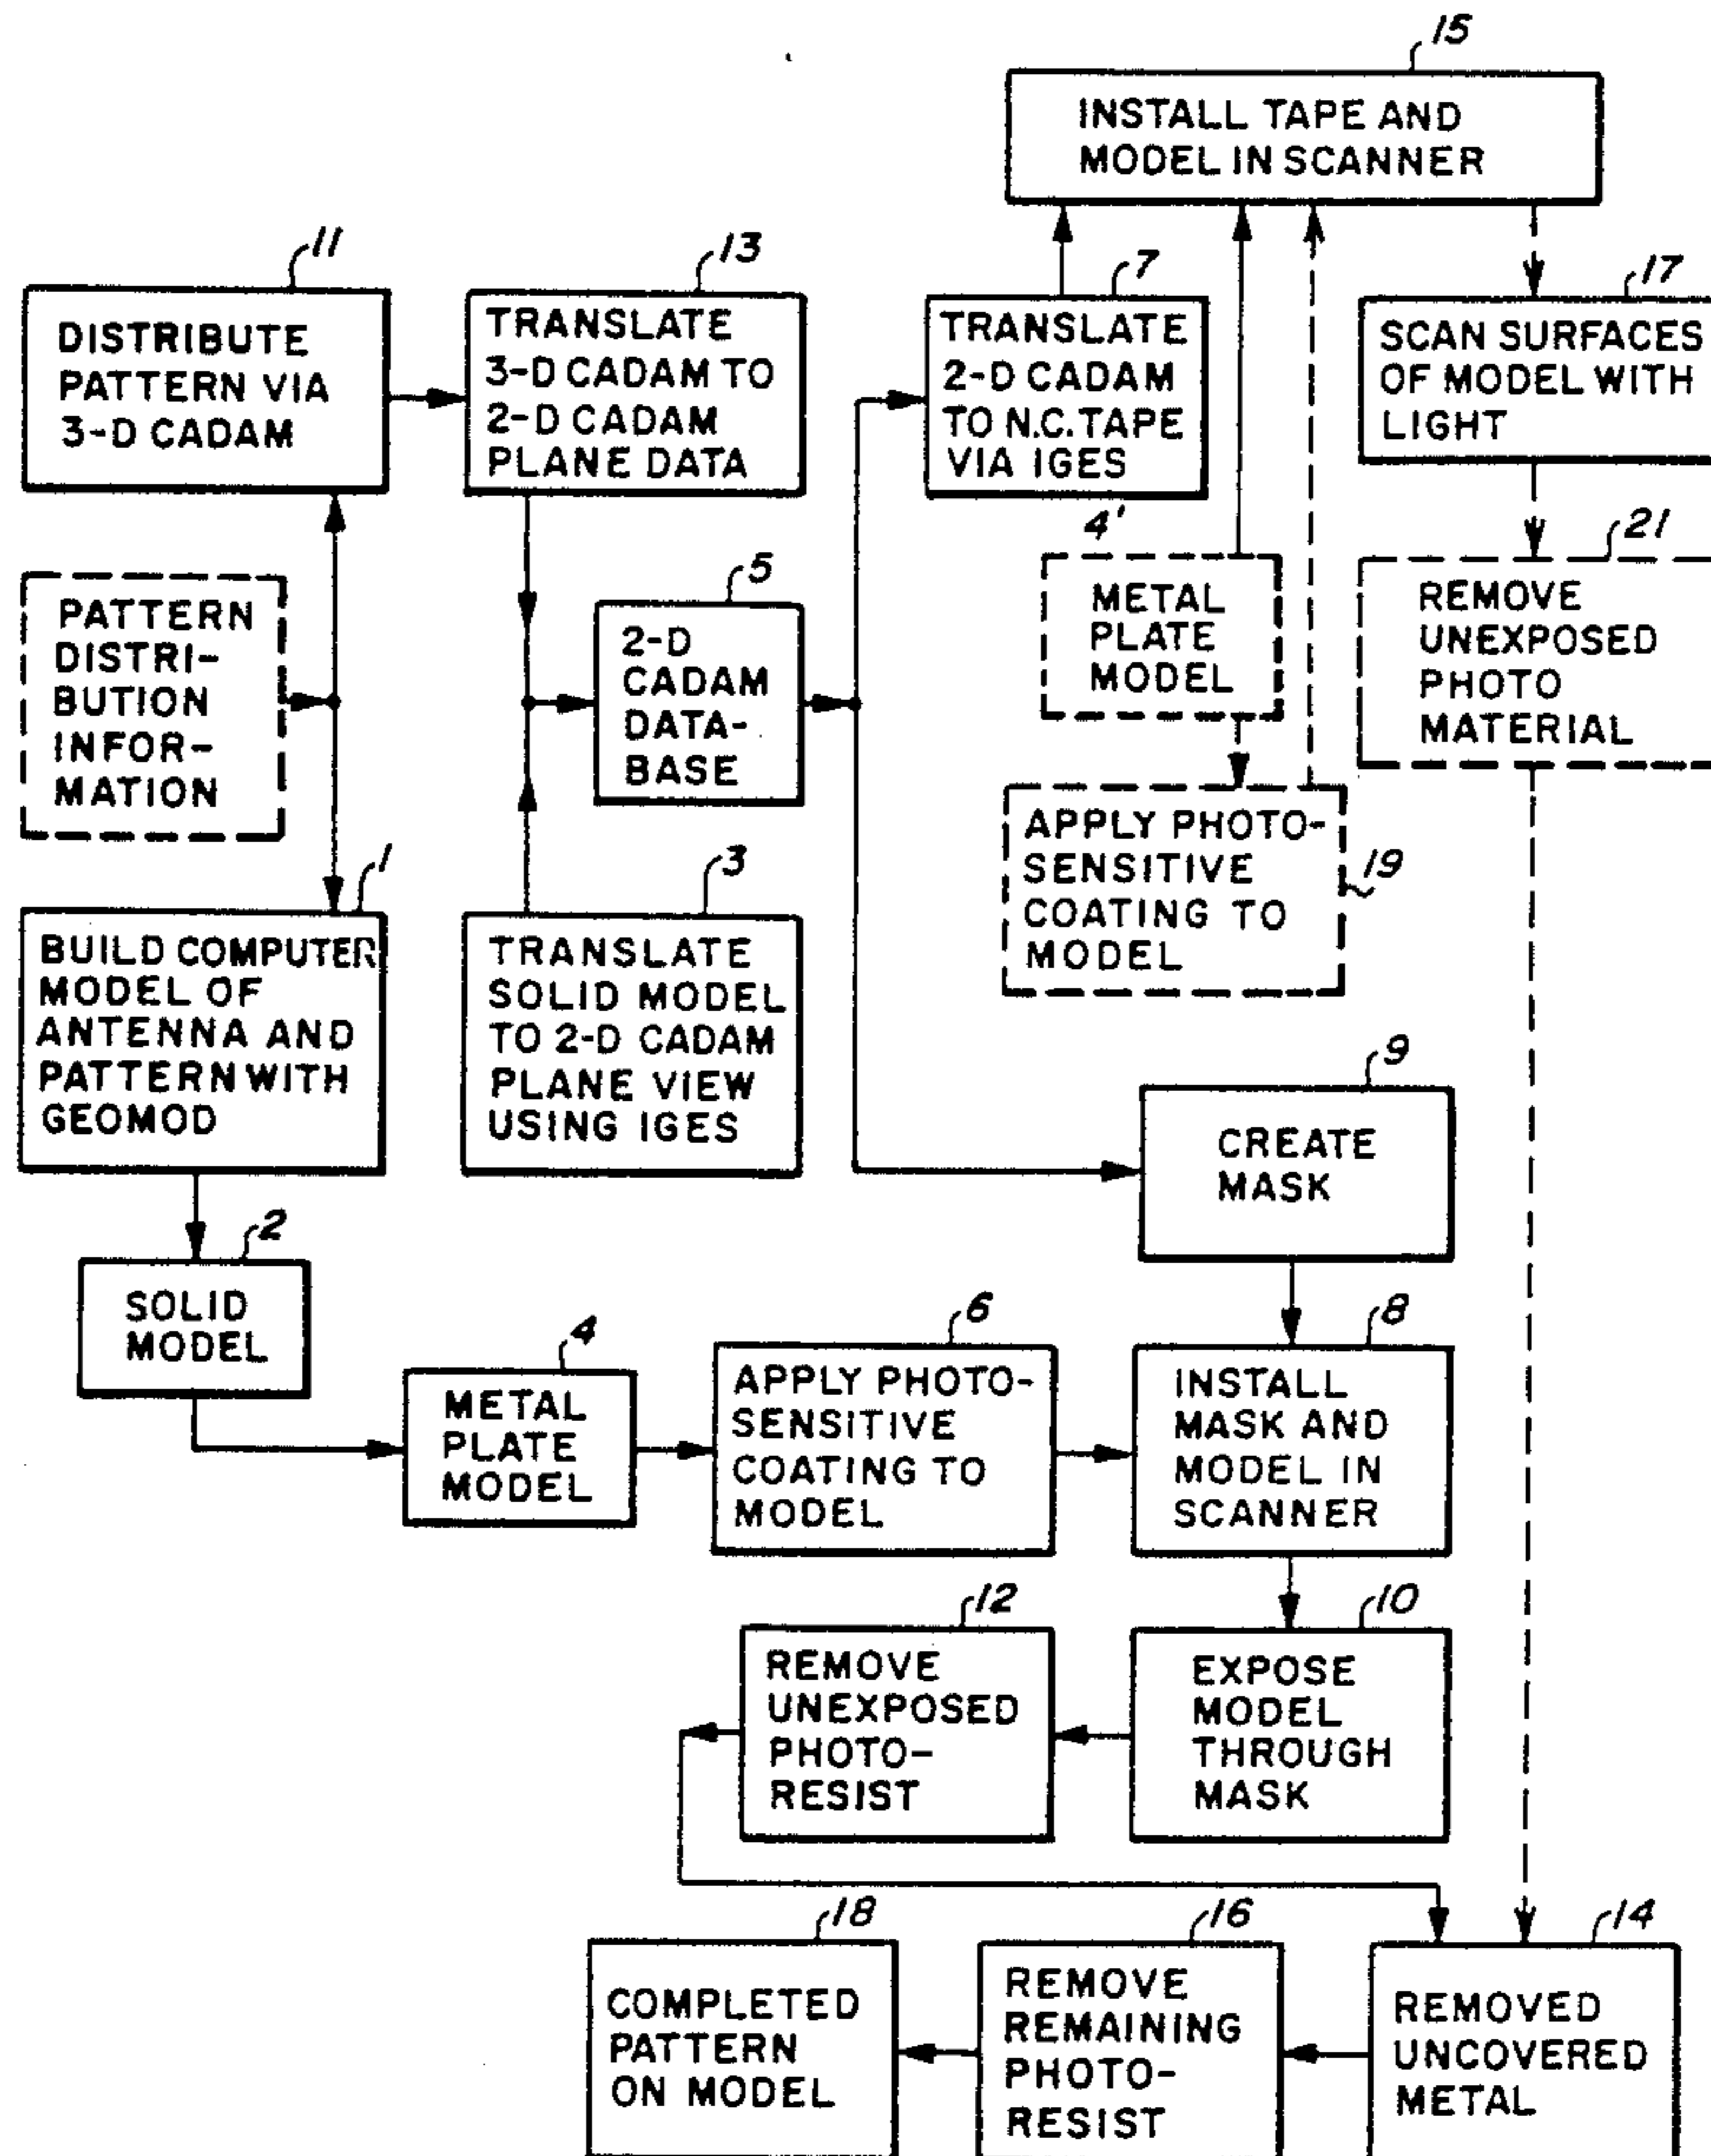 15
INSTALL TAPE AND
MODEL IN SCANNER
11
DISTRIBUTE
PATTERN VIA
3-D CADAM
13
TRANSLATE
3-D CADAM TO
2-D CADAM
PLANE DATA
7
TRANSLATE
2-D CADAM
TO N.C. TAPE
VIA IGES
17
SCAN SURFACES
OF MODEL WITH
LIGHT
PATTERN
DISTRI-
BUTION
INFOR-
MATION
5
2-D
CADAM
DATA-
BASE
4'
METAL
PLATE
MODEL
21
REMOVE
UNEXPOSED
PHOTO
MATERIAL
APPLY PHOTO-
SENSITIVE
COATING TO
MODEL
19
1
BUILD COMPUTER
MODEL OF
ANTENNA AND
PATTERN WITH
GEOMOD
3
TRANSLATE
SOLID MODEL
TO 2-D CADAM
PLANE VIEW
USING IGES
9
CREATE
MASK
2
SOLID
MODEL
4
METAL
PLATE
MODEL
6
APPLY PHOTO-
SENSITIVE
COATING TO
MODEL
8
INSTALL
MASK AND
MODEL IN
SCANNER
12
REMOVE
UNEXPOSED
PHOTO-
RESIST
10
EXPOSE
MODEL
THROUGH
MASK
18
COMPLETED
PATTERN
ON MODEL
16
REMOVE
REMAINING
PHOTO-
RESIST
14
REMOVED
UNCOVERED
METAL